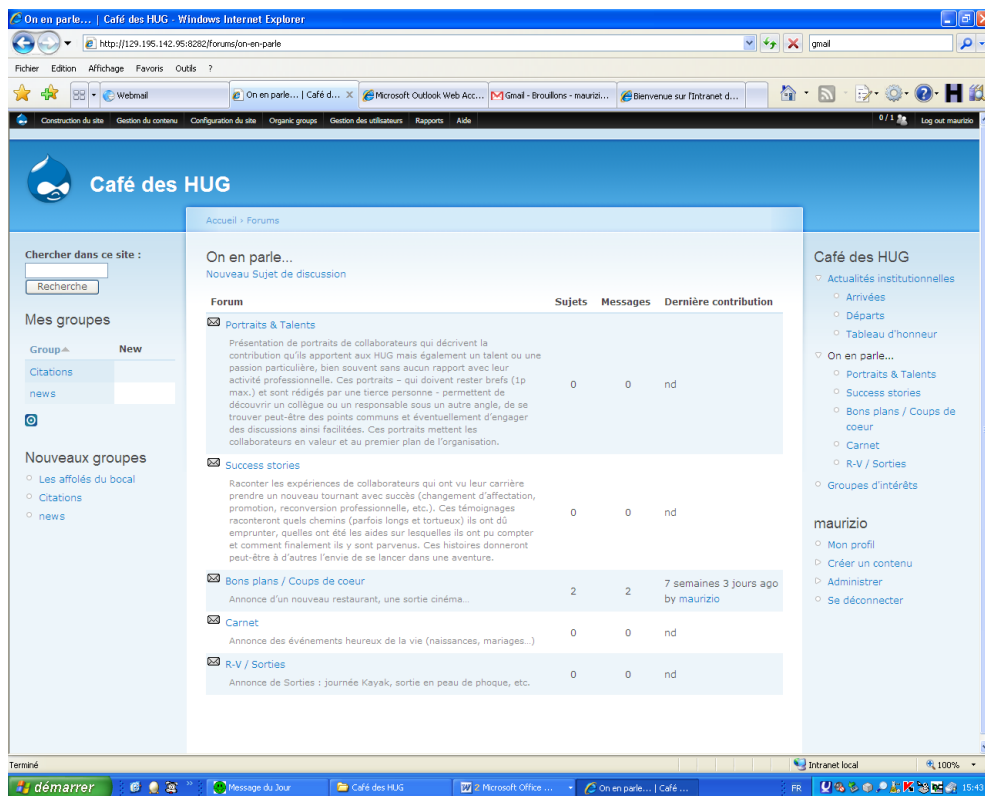 On en parle... | Café des HUG - Windows Internet Explorer
http://129.195.142.95:8282/forums/on-en-parle
gmail
Fichier Edition Affichage Favoris Outils ?
Webmail
On en parle... | Café d...
Microsoft Outlook Web Acc...
Gmail - Brouillons - maurizi...
Bienvenue sur l'Intranet d...
Construction du site Gestion du contenu Configuration du site Organic groups Gestion des utilisateurs Rapports Aide
0 / 1
Log out maurizio
Café des HUG
Accueil › Forums
Chercher dans ce site :
Recherche
Mes groupes
Group New
Citations
news
Nouveaux groupes
Les affolés du bocal
Citations
news
On en parle...
Nouveau Sujet de discussion
Forum Sujets Messages Dernière contribution
Portraits & Talents
Présentation de portraits de collaborateurs qui décrivent la
contribution qu'ils apportent aux HUG mais également un talent ou une
passion particulière, bien souvent sans aucun rapport avec leur
activité professionnelle. Ces portraits – qui doivent rester brefs (1p
max.) et sont rédigés par une tierce personne - permettent de
découvrir un collègue ou un responsable sous un autre angle, de se
trouver peut-être des points communs et éventuellement d'engager
des discussions ainsi facilitées. Ces portraits mettent les
collaborateurs en valeur et au premier plan de l'organisation.
0 0 nd
Success stories
Raconter les expériences de collaborateurs qui ont vu leur carrière
prendre un nouveau tournant avec succès (changement d'affectation,
promotion, reconversion professionnelle, etc.). Ces témoignages
raconteront quels chemins (parfois longs et tortueux) ils ont dû
emprunter, quelles ont été les aides sur lesquelles ils ont pu compter
et comment finalement ils y sont parvenus. Ces histoires donneront
peut-être à d'autres l'envie de se lancer dans une aventure.
0 0 nd
Bons plans / Coups de coeur
Annonce d'un nouveau restaurant, une sortie cinéma...
2 2 7 semaines 3 jours ago
by maurizio
Carnet
Annonce des événements heureux de la vie (naissances, mariages...)
0 0 nd
R-V / Sorties
Annonce de Sorties : journée Kayak, sortie en peau de phoque, etc.
0 0 nd
Café des HUG
Actualités institutionnelles
Arrivées
Départs
Tableau d'honneur
On en parle...
Portraits & Talents
Success stories
Bons plans / Coups de
coeur
Carnet
R-V / Sorties
Groupes d'intérêts
maurizio
Mon profil
Créer un contenu
Administrer
Se déconnecter
Terminé
Intranet local
100%
démarrer
Message du Jour
Café des HUG
2 Microsoft Office ...
On en parle... | Café ...
FR
15:43